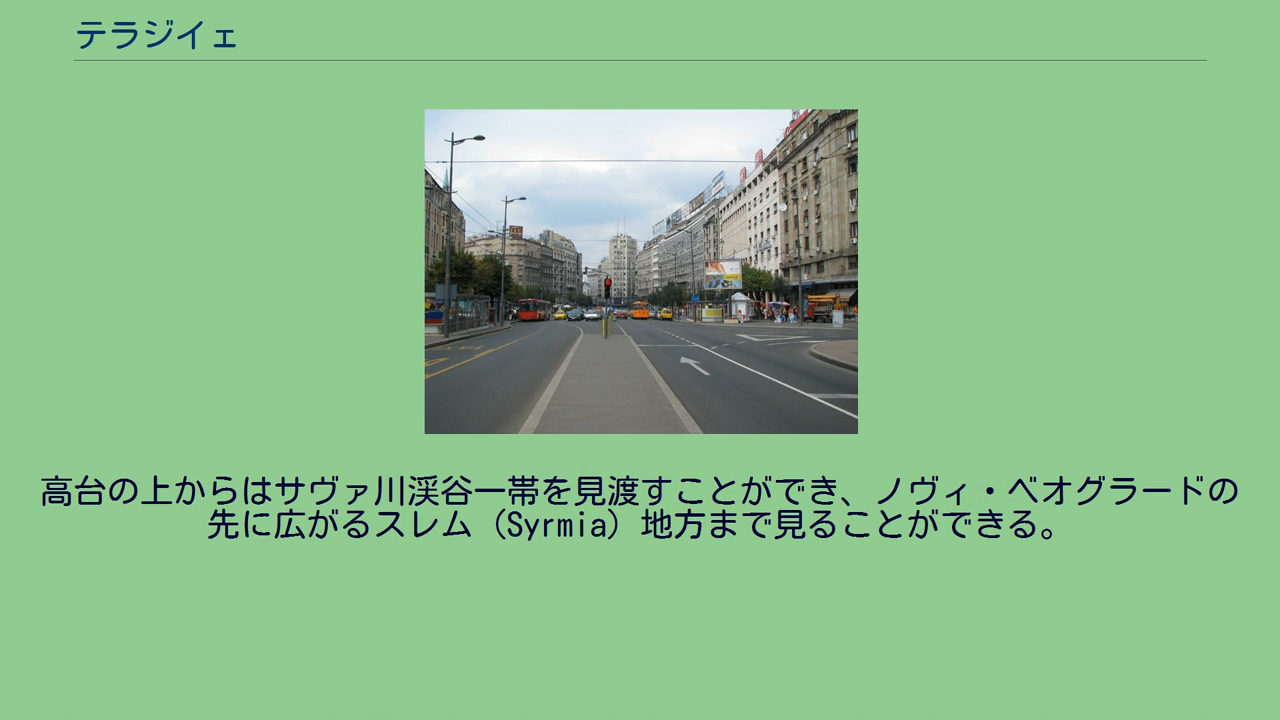 テラジイェ
高台の上からはサヴァ川渓谷一帯を見渡すことができ、ノヴィ・ベオグラードの
先に広がるスレム（Syrmia）地方まで見ることができる。